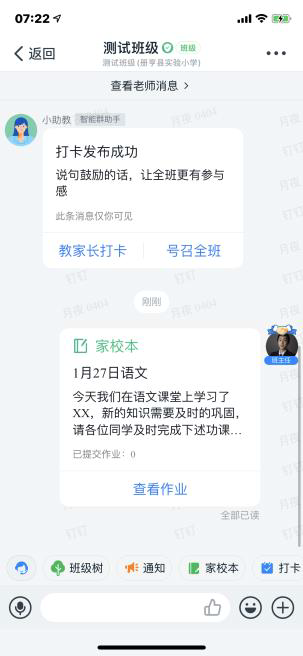 07:22
返回
测试班级 班级
测试班级 (册亨县实验小学)
查看老师消息
小助教 智能群助手
打卡发布成功
说句鼓励的话，让全班更有参与
感
此条消息仅你可见
教家长打卡
号召全班
刚刚
家校本
1月27日语文
今天我们在语文课堂上学习了
XX，新的知识需要及时的巩固，
请各位同学及时完成下述功课...
已提交作业：0
查看作业
班主任
全部已读
班级树
通知
家校本
打卡
月夜 0404
钉钉